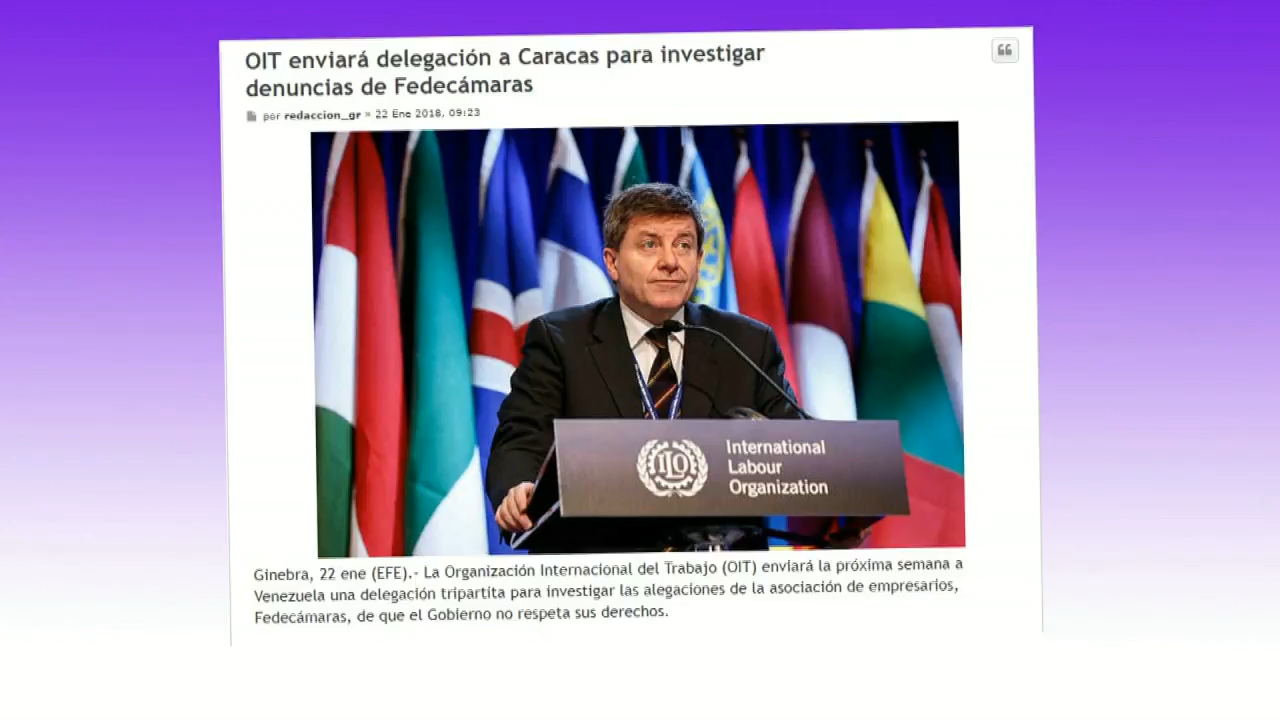 OIT enviará delegación a Caracas para investigar
denuncias de Fedecámaras
por redaccion_gr » 22 Ene 2018, 09:23
ILO
International
Labour
Organization
Ginebra, 22 ene (EFE).- La Organización Internacional del Trabajo (OIT) enviará la próxima semana a
Venezuela una delegación tripartita para investigar las alegaciones de la asociación de empresarios,
Fedecámaras, de que el Gobierno no respeta sus derechos.